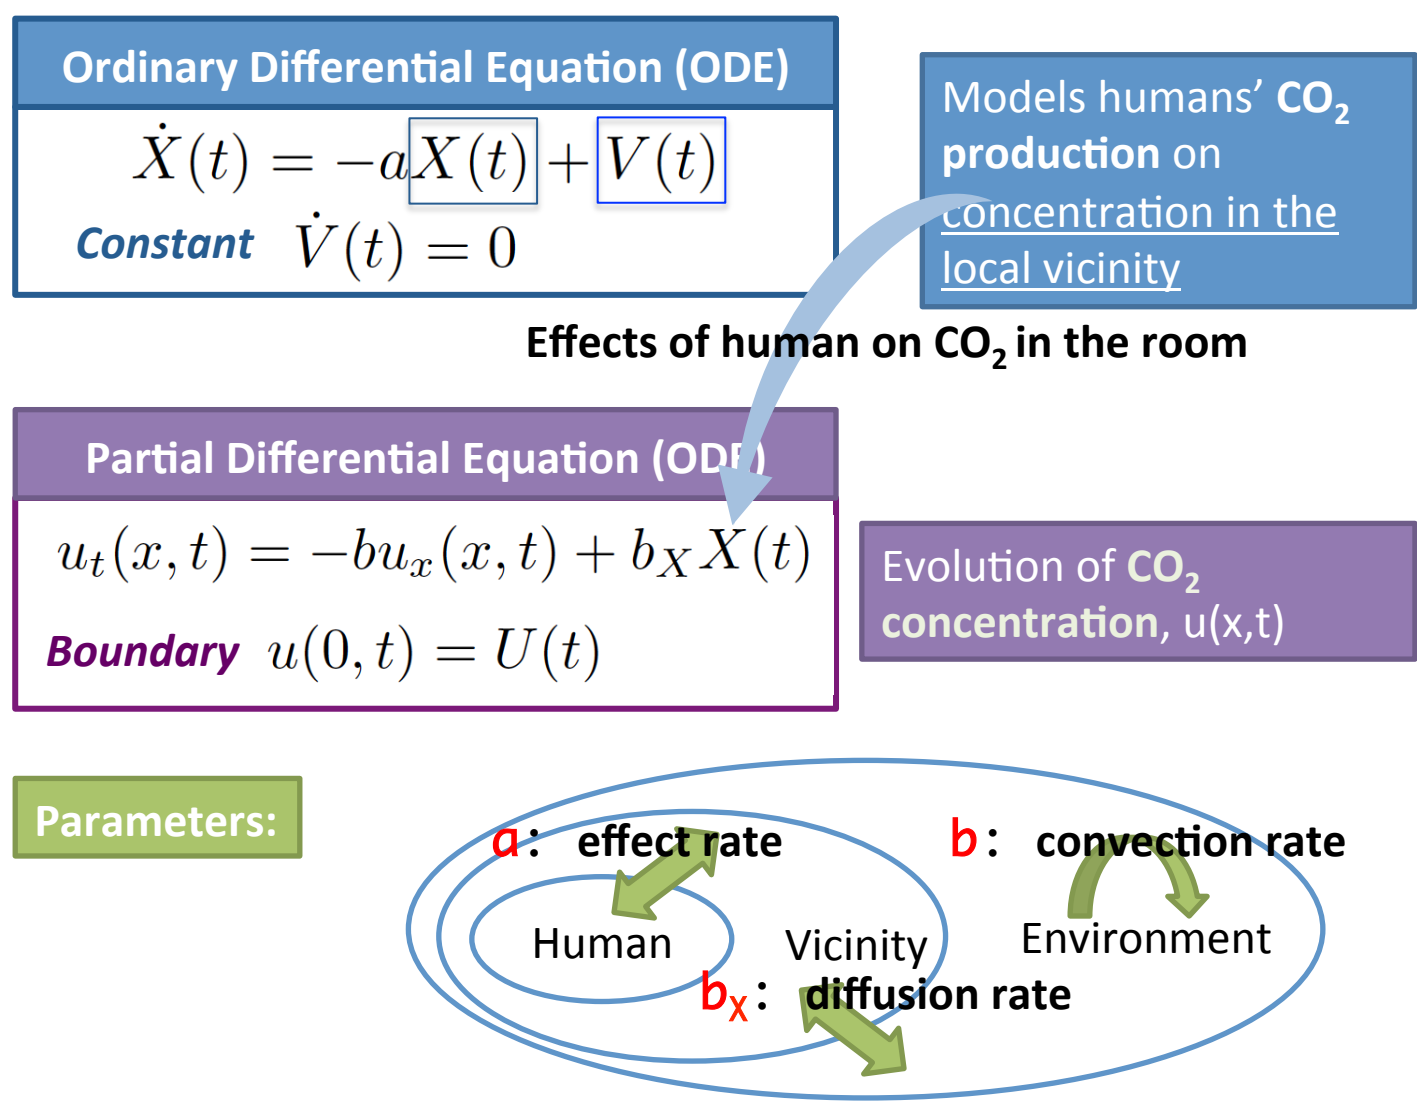 Ordinary Differential Equation (ODE)
Ẋ(t) = −aX(t) + V(t)
Constant V̇(t) = 0
Models humans’ CO₂
production on
concentration in the
local vicinity
Effects of human on CO₂ in the room
Partial Differential Equation (ODE)
uₜ(x, t) = −buₓ(x, t) + b_X X(t)
Boundary u(0, t) = U(t)
Evolution of CO₂
concentration, u(x,t)
Parameters:
a: effect rate
b: convection rate
Human
Vicinity
Environment
b_X: diffusion rate